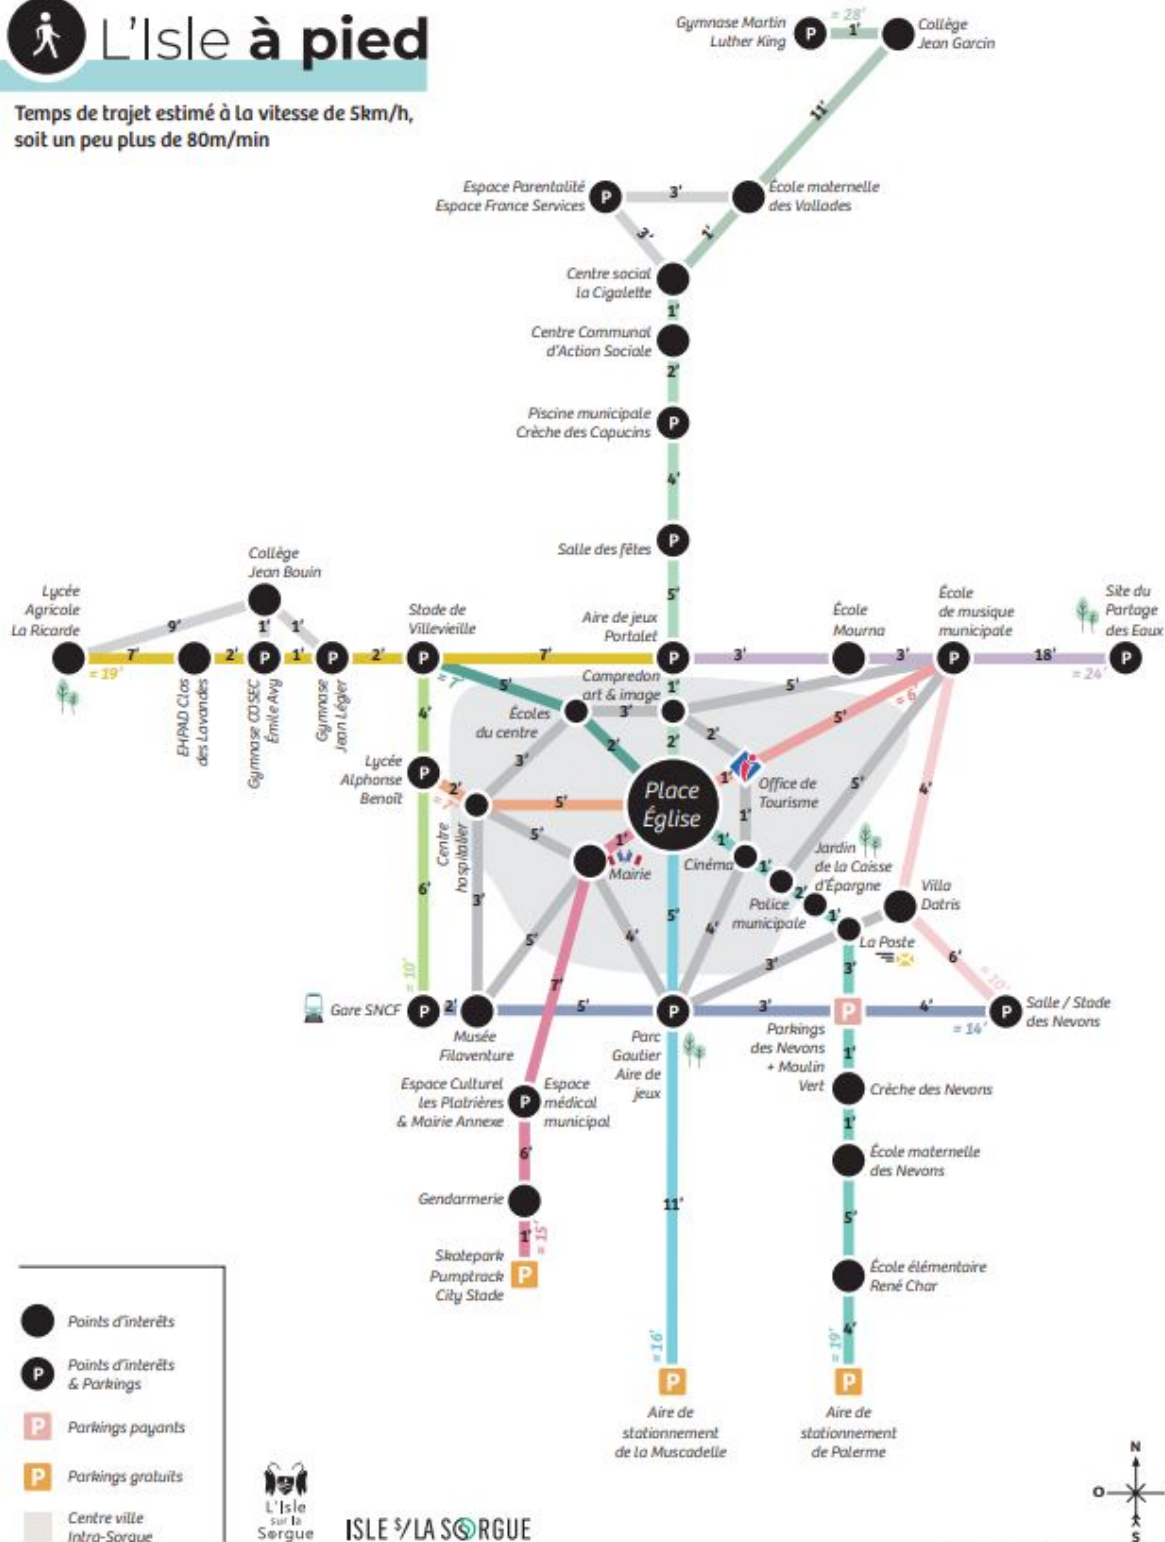 L'Isle à pied
Temps de trajet estimé à la vitesse de 5km/h,
soit un peu plus de 80m/min
Gymnase Martin
Luther King
P
= 28'
1'
Collège
Jean Garcin
11'
Espace Parentalité
Espace France Services
P
3'
École maternelle
des Vallades
3'
1'
Centre social
la Cigalette
1'
Centre Communal
d'Action Sociale
2'
Piscine municipale
Crèche des Capucins
P
4'
Salle des fêtes
P
5'
Lycée
Agricole
La Ricarde
Collège
Jean Bouin
9'
1'
1'
7'
= 19'
2'
P
1'
P
2'
EHPAD Clos
des Lavandes
Gymnase COSEC
Émile Avy
Gymnase
Jean Légier
Stade de
Villevieille
P
7'
= 7'
Aire de jeux
Portalet
P
3'
École
Mourna
3'
École
de musique
municipale
P
18'
= 24'
Site du
Partage
des Eaux
P
5'
Campredon
art & image
1'
5'
= 6'
4'
Écoles
du centre
3'
2'
2'
2'
5'
Lycée
Alphonse
Benoît
P
2'
= 7'
3'
5'
Place
Église
1'
Office de
Tourisme
5'
4'
1'
Centre
hospitalier
5'
1'
Mairie
1'
Cinéma
1'
Jardin
de la Caisse
d'Épargne
2'
Police
municipale
1'
Villa
Datris
La Poste
6'
3'
5'
4'
5'
4'
3'
3'
6'
= 10'
7'
= 10'
Gare SNCF
P
2'
Musée
Filaventure
5'
P
Parc
Gautier
Aire de
jeux
3'
P
Parkings
des Nevons
+ Moulin
Vert
4'
= 14'
P
Salle / Stade
des Nevons
1'
Crèche des Nevons
Espace Culturel
les Platrières
& Mairie Annexe
P
Espace
médical
municipal
1'
École maternelle
des Nevons
6'
Gendarmerie
11'
5'
1'
= 15'
Skatepark
Pumptrack
City Stade
P
École élémentaire
René Char
= 16'
= 19'
4'
P
P
Aire de
stationnement
de la Muscadelle
Aire de
stationnement
de Palerme
Points d'interêts
P
Points d'interêts
& Parkings
P
Parkings payants
P
Parkings gratuits
Centre ville
Intra-Sorgue
L'Isle
sur la
Sorgue
ISLE S/LA SORGUE
N
O
S